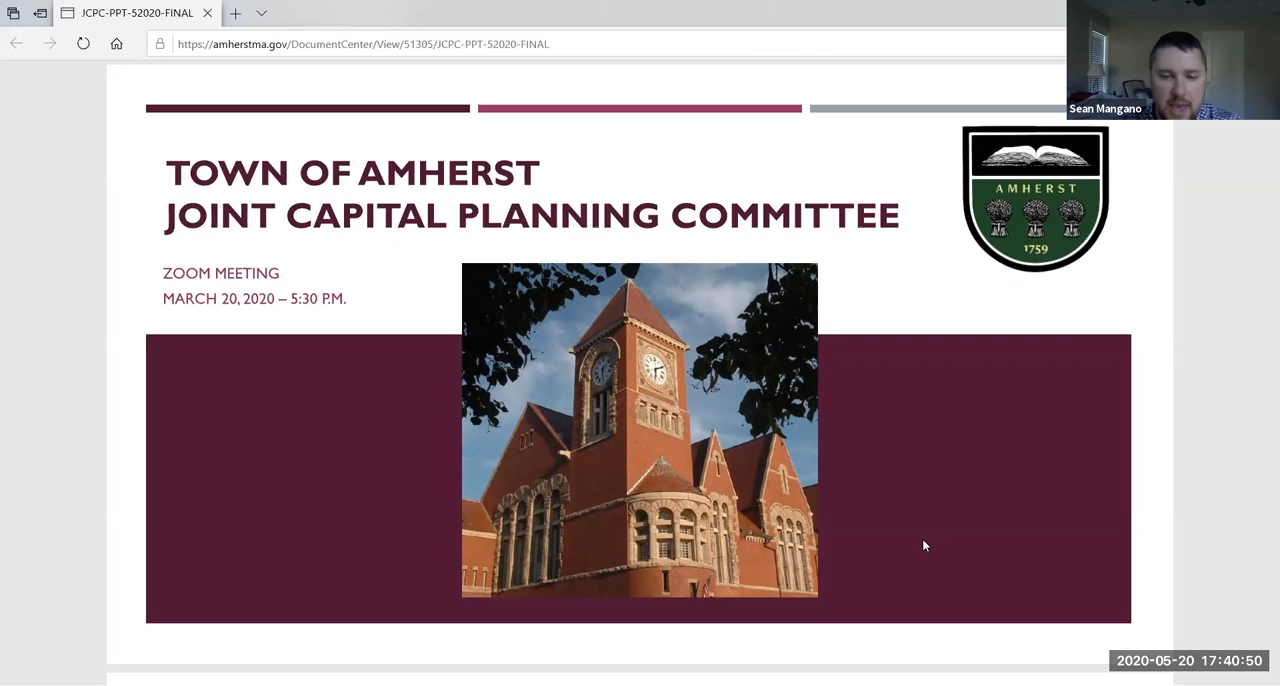 JCPC-PPT-52020-FINAL
https://amherstma.gov/DocumentCenter/View/51305/JCPC-PPT-52020-FINAL
Sean Mangano
TOWN OF AMHERST
JOINT CAPITAL PLANNING COMMITTEE
AMHERST
1759
ZOOM MEETING
MARCH 20, 2020 – 5:30 P.M.
2020-05-20 17:40:50